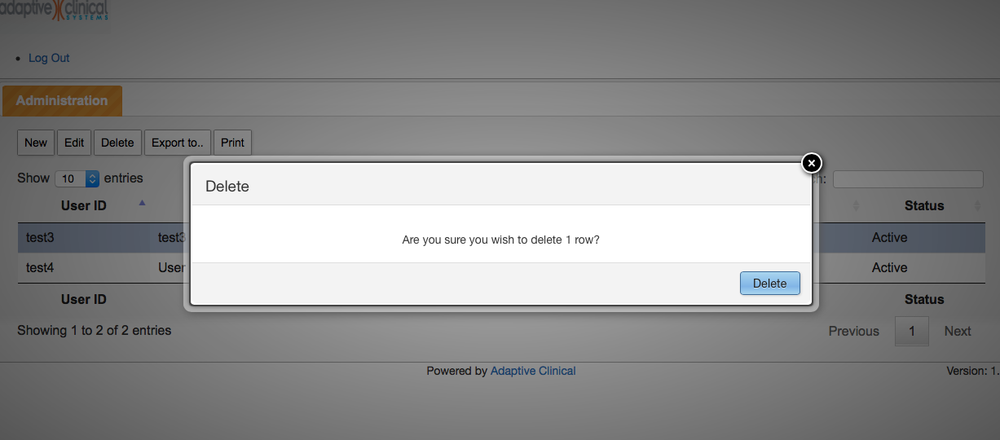 adaptive clinical
SYSTEMS
Log Out
Administration
New Edit Delete Export to.. Print
Show 10 entries
User ID Status
test3 test3 Active
test4 User Active
User ID Status
Delete
Are you sure you wish to delete 1 row?
Delete
Showing 1 to 2 of 2 entries Previous 1 Next
Powered by Adaptive Clinical Version: 1.